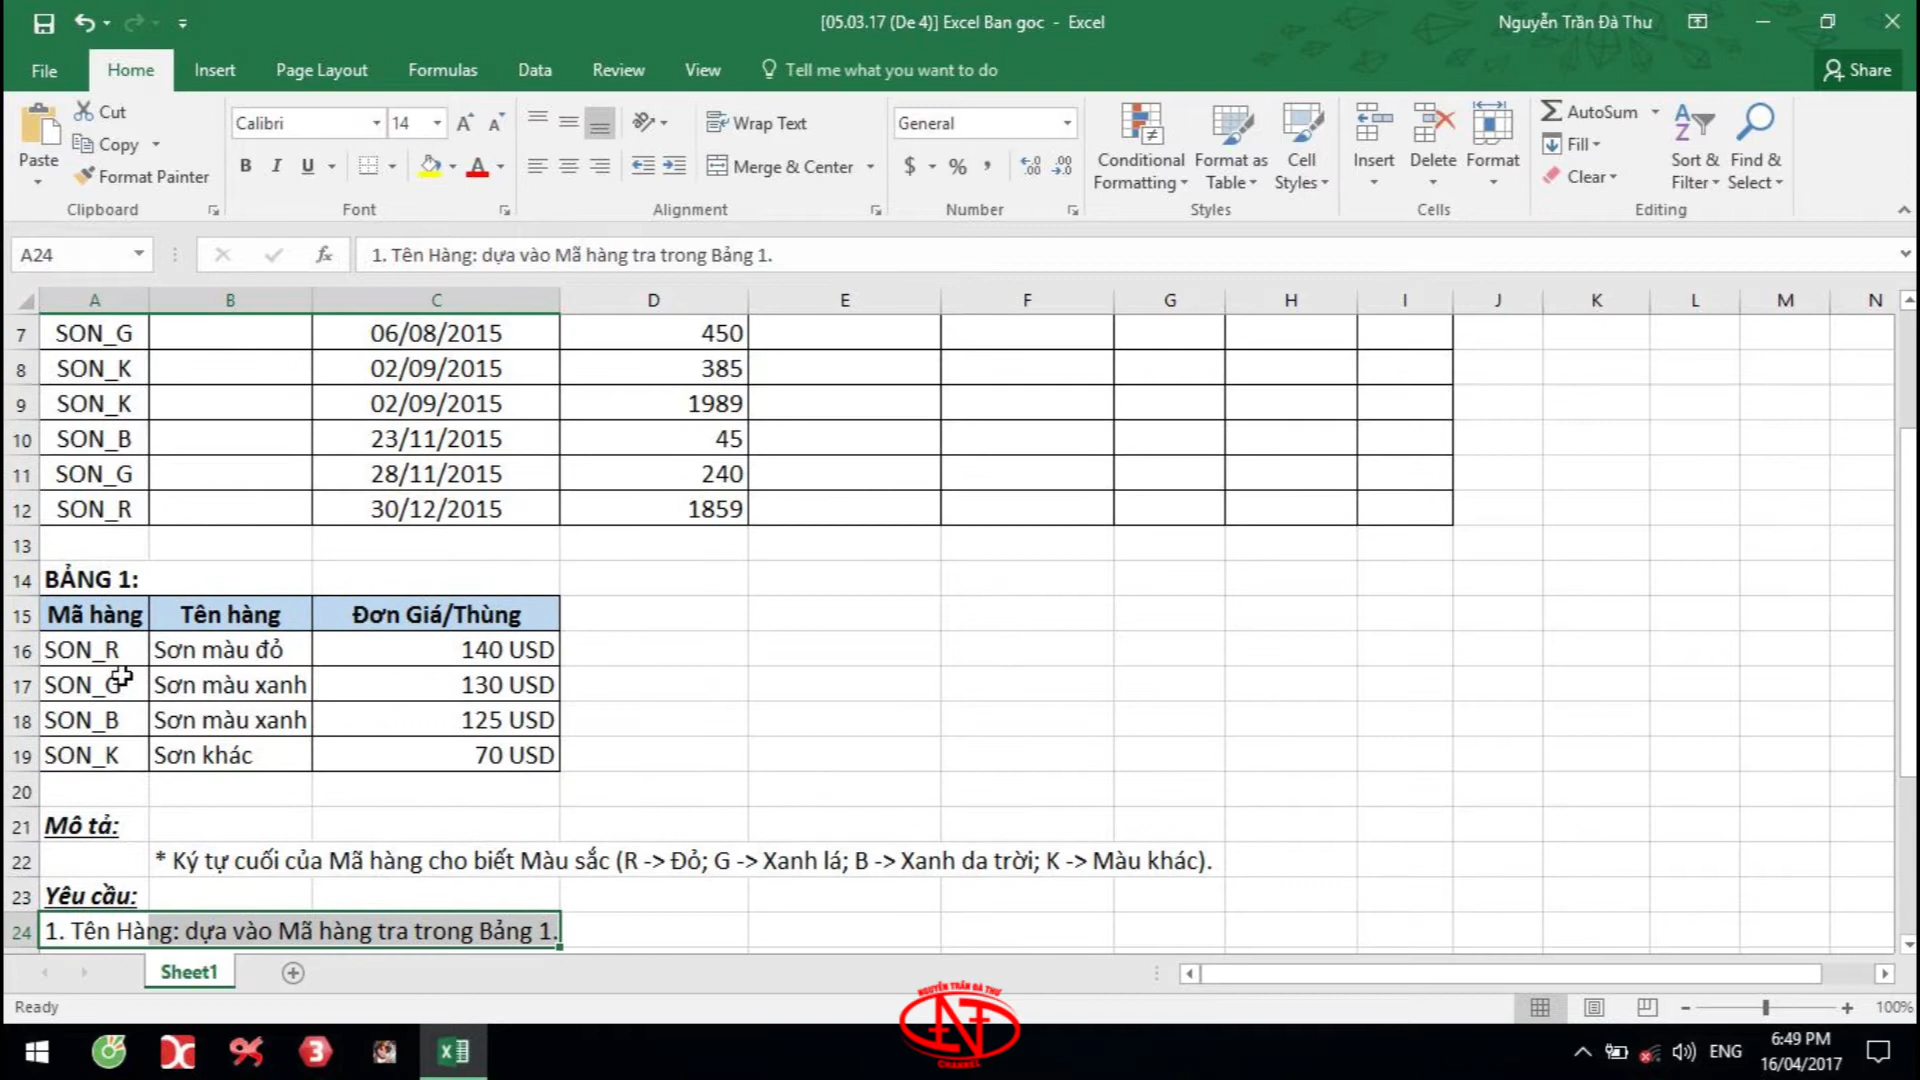 [05.03.17 (De 4)] Excel Ban goc - Excel
Nguyễn Trần Đà Thư
File Home Insert Page Layout Formulas Data Review View Tell me what you want to do Share
Paste
Cut
Copy
Format Painter
Clipboard
Calibri 14
B I U
Font
Wrap Text
Merge & Center
Alignment
General
$ % ,
Number
Conditional Formatting
Format as Table
Cell Styles
Styles
Insert Delete Format
Cells
AutoSum
Fill
Clear
Sort & Filter
Find & Select
Editing
A24 fx 1. Tên Hàng: dựa vào Mã hàng tra trong Bảng 1.
A B C D E F G H I J K L M N
7 SON_G 06/08/2015 450
8 SON_K 02/09/2015 385
9 SON_K 02/09/2015 1989
10 SON_B 23/11/2015 45
11 SON_G 28/11/2015 240
12 SON_R 30/12/2015 1859
13
14 BẢNG 1:
15 Mã hàng Tên hàng Đơn Giá/Thùng
16 SON_R Sơn màu đỏ 140 USD
17 SON_G Sơn màu xanh 130 USD
18 SON_B Sơn màu xanh 125 USD
19 SON_K Sơn khác 70 USD
20
21 Mô tả:
22 * Ký tự cuối của Mã hàng cho biết Màu sắc (R -> Đỏ; G -> Xanh lá; B -> Xanh da trời; K -> Màu khác).
23 Yêu cầu:
24 1. Tên Hàng: dựa vào Mã hàng tra trong Bảng 1.
Sheet1
Ready
100%
NGUYỄN TRẦN ĐÀ THƯ
CHANNEL
ENG
6:49 PM
16/04/2017